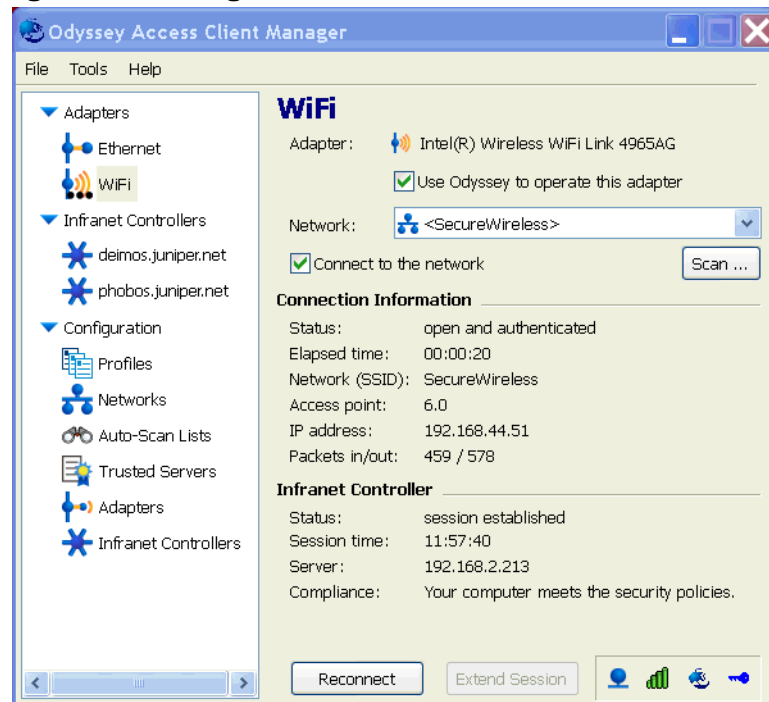 Odyssey Access Client Manager
File Tools Help
Adapters
Ethernet
WiFi
Infranet Controllers
deimos.juniper.net
phobos.juniper.net
Configuration
Profiles
Networks
Auto-Scan Lists
Trusted Servers
Adapters
Infranet Controllers
WiFi
Adapter: Intel(R) Wireless WiFi Link 4965AG
Use Odyssey to operate this adapter
Network: <SecureWireless>
Connect to the network Scan ...
Connection Information
Status: open and authenticated
Elapsed time: 00:00:20
Network (SSID): SecureWireless
Access point: 6.0
IP address: 192.168.44.51
Packets in/out: 459 / 578
Infranet Controller
Status: session established
Session time: 11:57:40
Server: 192.168.2.213
Compliance: Your computer meets the security policies.
Reconnect Extend Session